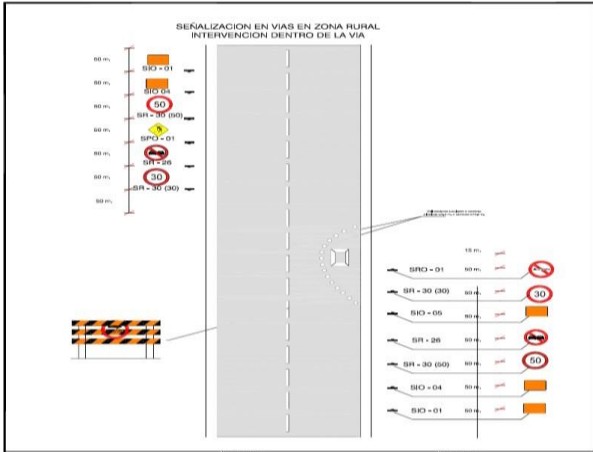 SEÑALIZACION EN VIAS EN ZONA RURAL
INTERVENCION DENTRO DE LA VIA
50 m.
SIO - 01
50 m.
SIO 04
50 m.
50
SR - 30 (50)
50 m.
SPO - 01
50 m.
SR - 26
50 m.
30
SR - 30 (30)
50 m.
15 m.
SRO - 01 50 m.
SR - 30 (30) 50 m. 30
SIO - 05 50 m.
SR - 26 50 m.
SR - 30 (50) 50 m. 50
SIO - 04 50 m.
SIO - 01 50 m.